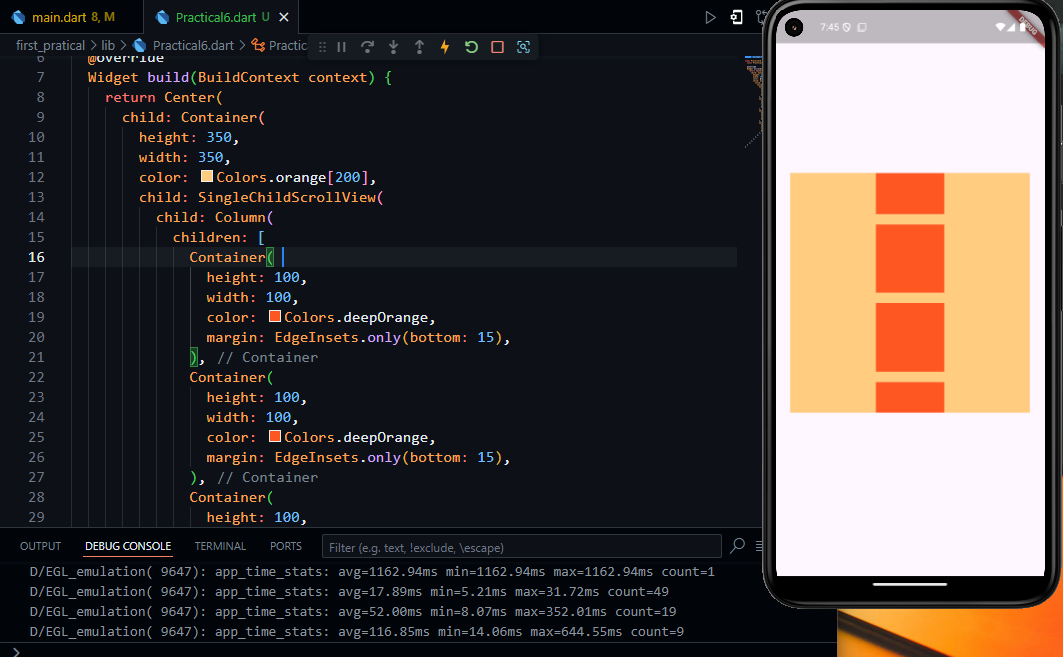 main.dart 8, M
Practical6.dart U
first_pratical > lib > Practical6.dart > Practic
6 @override
7 Widget build(BuildContext context) {
8 return Center(
9 child: Container(
10 height: 350,
11 width: 350,
12 color: Colors.orange[200],
13 child: SingleChildScrollView(
14 child: Column(
15 children: [
16 Container(
17 height: 100,
18 width: 100,
19 color: Colors.deepOrange,
20 margin: EdgeInsets.only(bottom: 15),
21 ), // Container
22 Container(
23 height: 100,
24 width: 100,
25 color: Colors.deepOrange,
26 margin: EdgeInsets.only(bottom: 15),
27 ), // Container
28 Container(
29 height: 100,
OUTPUT DEBUG CONSOLE TERMINAL PORTS Filter (e.g. text, !exclude, \escape)
D/EGL_emulation( 9647): app_time_stats: avg=1162.94ms min=1162.94ms max=1162.94ms count=1
D/EGL_emulation( 9647): app_time_stats: avg=17.89ms min=5.21ms max=31.72ms count=49
D/EGL_emulation( 9647): app_time_stats: avg=52.00ms min=8.07ms max=352.01ms count=19
D/EGL_emulation( 9647): app_time_stats: avg=116.85ms min=14.06ms max=644.55ms count=9
>
7:45
DEBUG